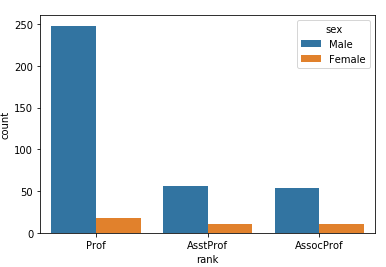 sex
Male
Female
250
200
150
100
50
0
count
Prof AsstProf AssocProf
rank